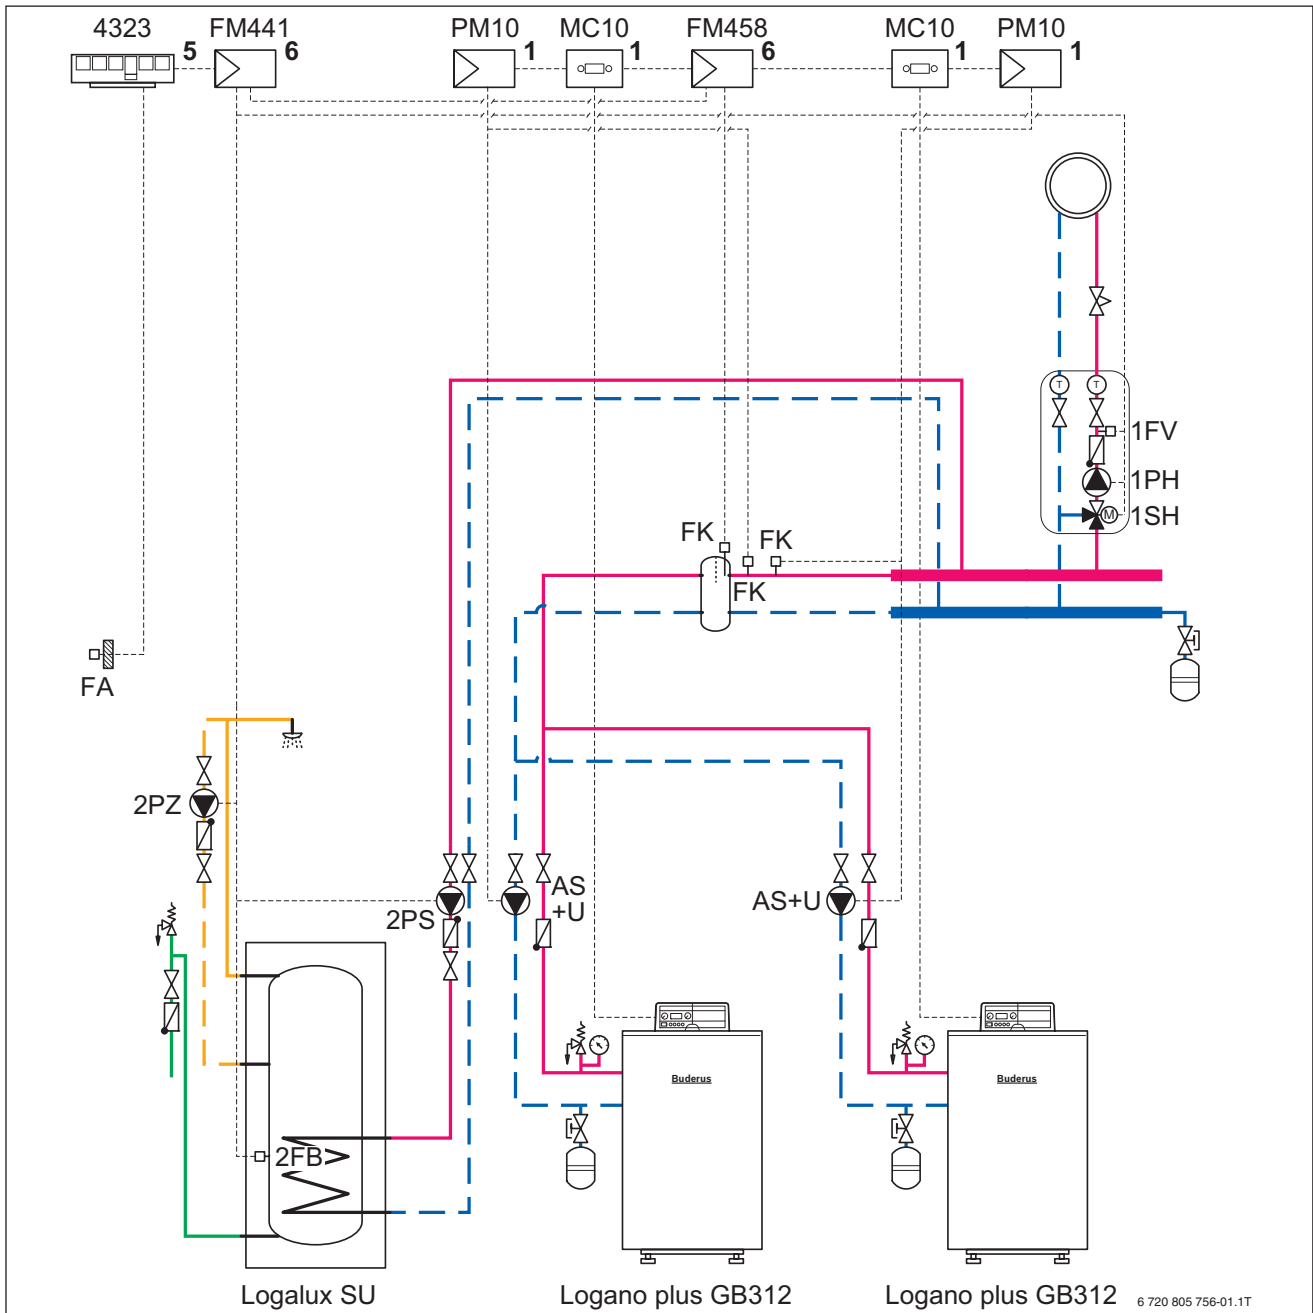 4323 FM441 PM10 MC10 FM458 MC10 PM10
5 6 1 1 6 1 1
T T
1FV
1PH
M 1SH
FK FK
FK
FA
2PZ
AS
+U
AS+U
2PS
Buderus Buderus
2FB
Logalux SU Logano plus GB312 Logano plus GB312
6 720 805 756-01.1T